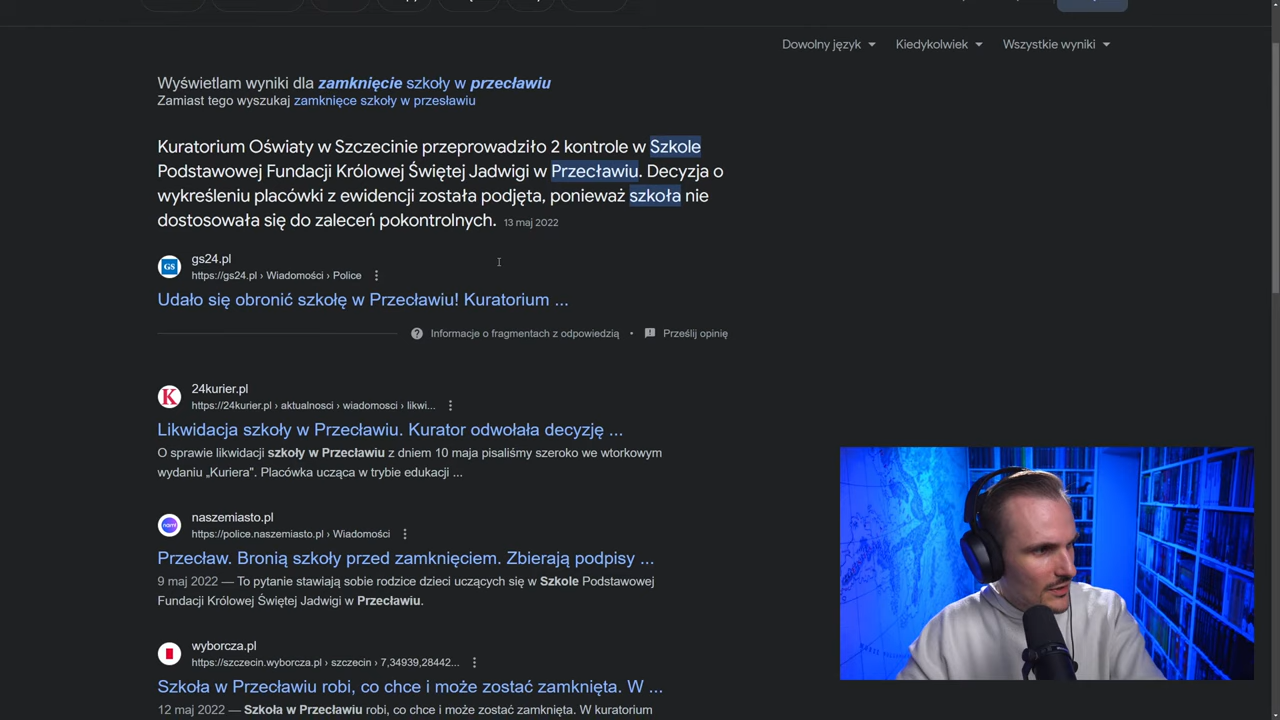 Dowolny język Kiedykolwiek Wszystkie wyniki
Wyświetlam wyniki dla zamknięcie szkoły w przecławiu
Zamiast tego wyszukaj zamknięce szkoły w przesławiu
Kuratorium Oświaty w Szczecinie przeprowadziło 2 kontrole w Szkole
Podstawowej Fundacji Królowej Świętej Jadwigi w Przecławiu. Decyzja o
wykreśleniu placówki z ewidencji została podjęta, ponieważ szkoła nie
dostosowała się do zaleceń pokontrolnych. 13 maj 2022
GS
gs24.pl
https://gs24.pl › Wiadomości › Police
Udało się obronić szkołę w Przecławiu! Kuratorium ...
Informacje o fragmentach z odpowiedzią • Prześlij opinię
K
24kurier.pl
https://24kurier.pl › aktualnosci › wiadomosci › likwi...
Likwidacja szkoły w Przecławiu. Kurator odwołała decyzję ...
O sprawie likwidacji szkoły w Przecławiu z dniem 10 maja pisaliśmy szeroko we wtorkowym
wydaniu „Kuriera". Placówka ucząca w trybie edukacji ...
nam!
naszemiasto.pl
https://police.naszemiasto.pl › Wiadomości
Przecław. Bronią szkoły przed zamknięciem. Zbierają podpisy ...
9 maj 2022 — To pytanie stawiają sobie rodzice dzieci uczących się w Szkole Podstawowej
Fundacji Królowej Świętej Jadwigi w Przecławiu.
wyborcza.pl
https://szczecin.wyborcza.pl › szczecin › 7,34939,28442...
Szkoła w Przecławiu robi, co chce i może zostać zamknięta. W ...
12 maj 2022 — Szkoła w Przecławiu robi, co chce i może zostać zamknięta. W kuratorium